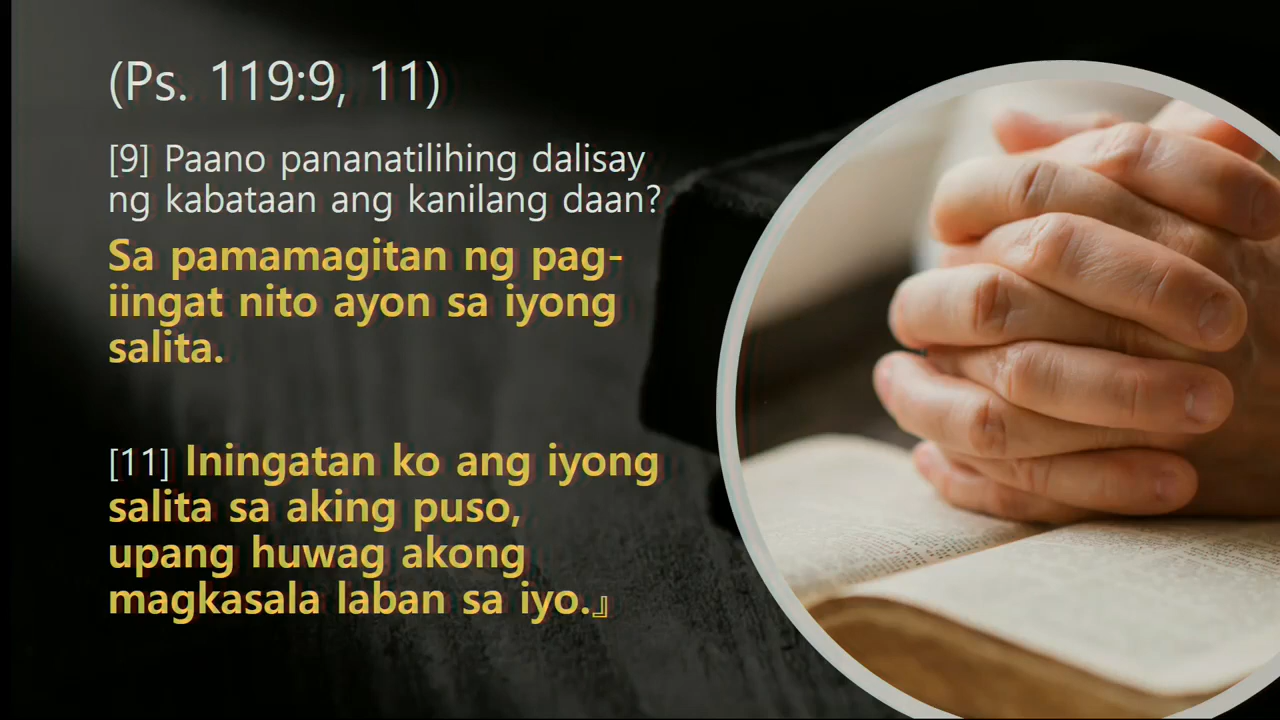 (Ps. 119:9, 11)
[9] Paano pananatilihing dalisay
ng kabataan ang kanilang daan?
Sa pamamagitan ng pag-
iingat nito ayon sa iyong
salita.
[11] Iningatan ko ang iyong
salita sa aking puso,
upang huwag akong
magkasala laban sa iyo.』